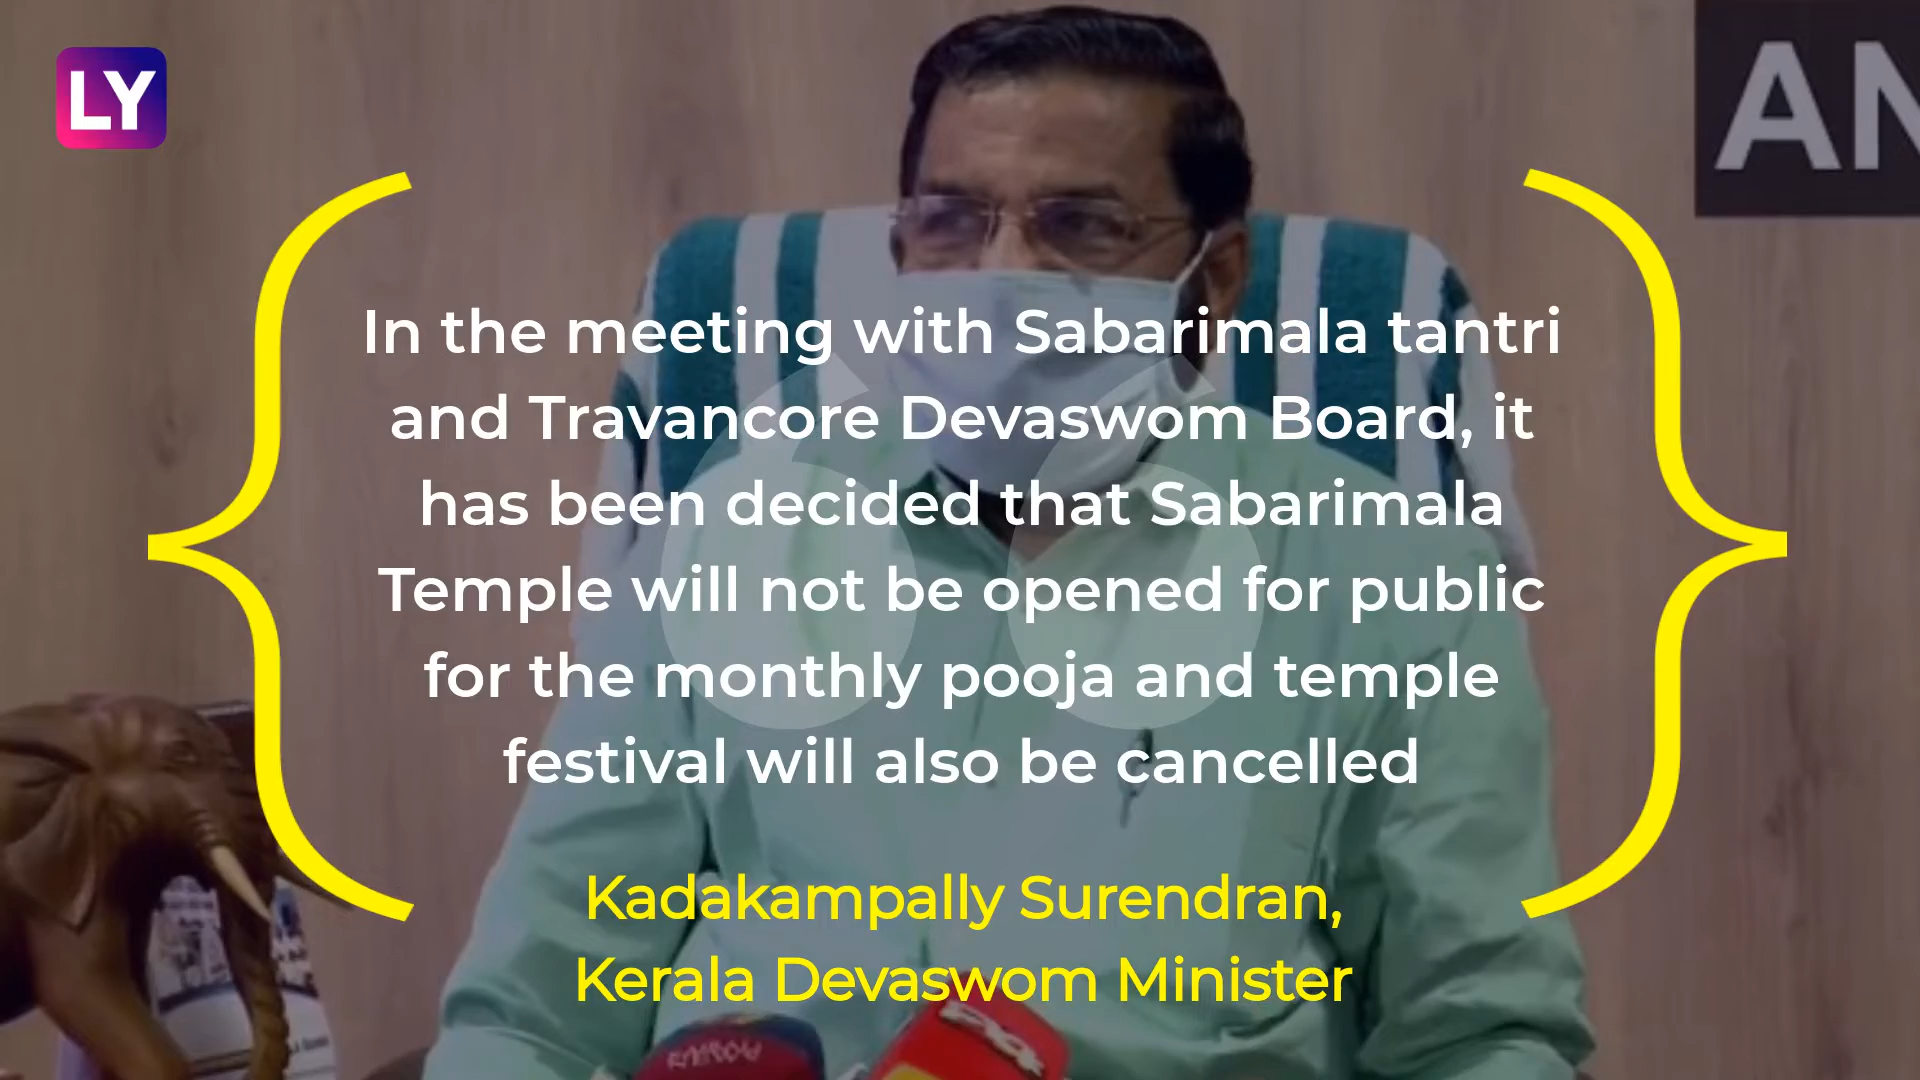 LY
AN
In the meeting with Sabarimala tantri
and Travancore Devaswom Board, it
has been decided that Sabarimala
Temple will not be opened for public
for the monthly pooja and temple
festival will also be cancelled
Kadakampally Surendran,
Kerala Devaswom Minister